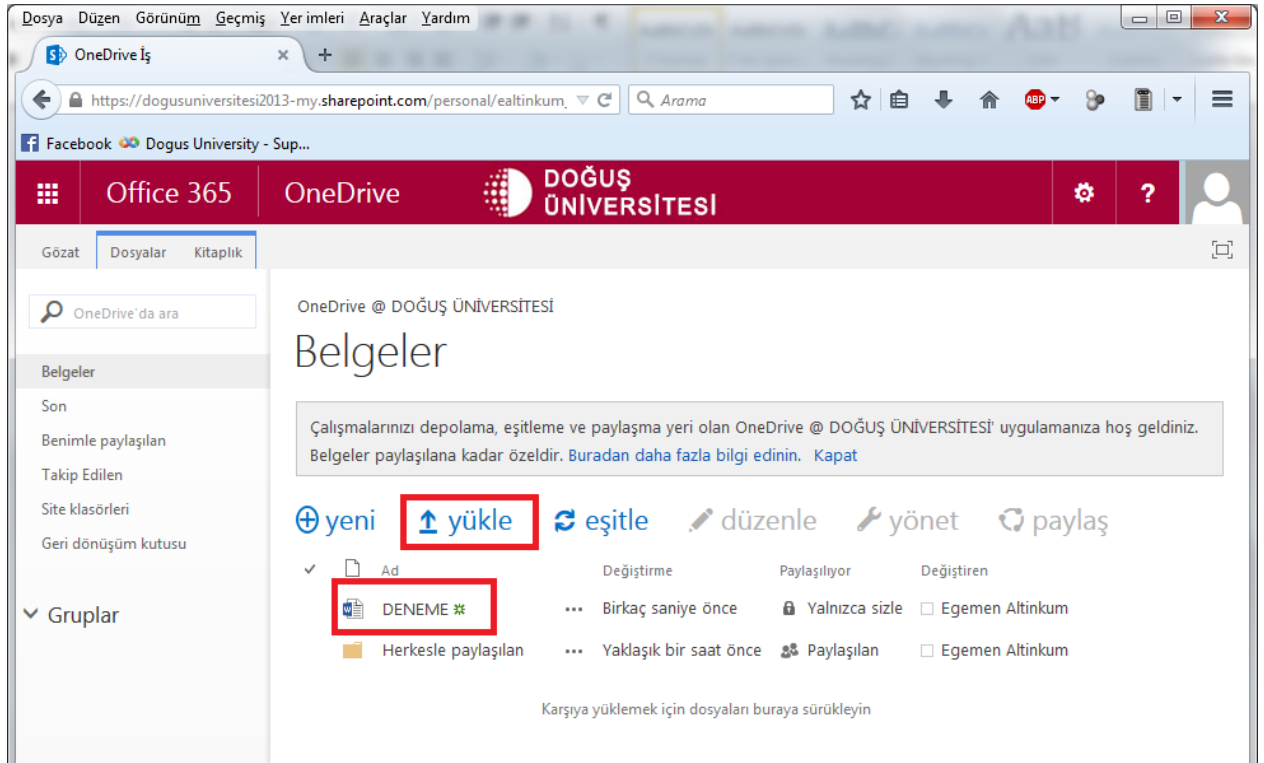 Dosya Düzen Görünüm Geçmiş Yer imleri Araçlar Yardım
OneDrive İş
https://dogusuniversitesi2013-my.sharepoint.com/personal/ealtinkum_ Arama ABP
Facebook Dogus University - Sup...
Office 365 OneDrive DOĞUŞ ÜNİVERSİTESİ ?
Gözat Dosyalar Kitaplık
OneDrive'da ara
Belgeler
Son
Benimle paylaşılan
Takip Edilen
Site klasörleri
Geri dönüşüm kutusu
Gruplar
OneDrive @ DOĞUŞ ÜNİVERSİTESİ
Belgeler
Çalışmalarınızı depolama, eşitleme ve paylaşma yeri olan OneDrive @ DOĞUŞ ÜNİVERSİTESİ' uygulamanıza hoş geldiniz.
Belgeler paylaşılana kadar özeldir. Buradan daha fazla bilgi edinin. Kapat
yeni yükle eşitle düzenle yönet paylaş
Ad Değiştirme Paylaşılıyor Değiştiren
DENEME ... Birkaç saniye önce Yalnızca sizle Egemen Altinkum
Herkesle paylaşılan ... Yaklaşık bir saat önce Paylaşılan Egemen Altinkum
Karşıya yüklemek için dosyaları buraya sürükleyin